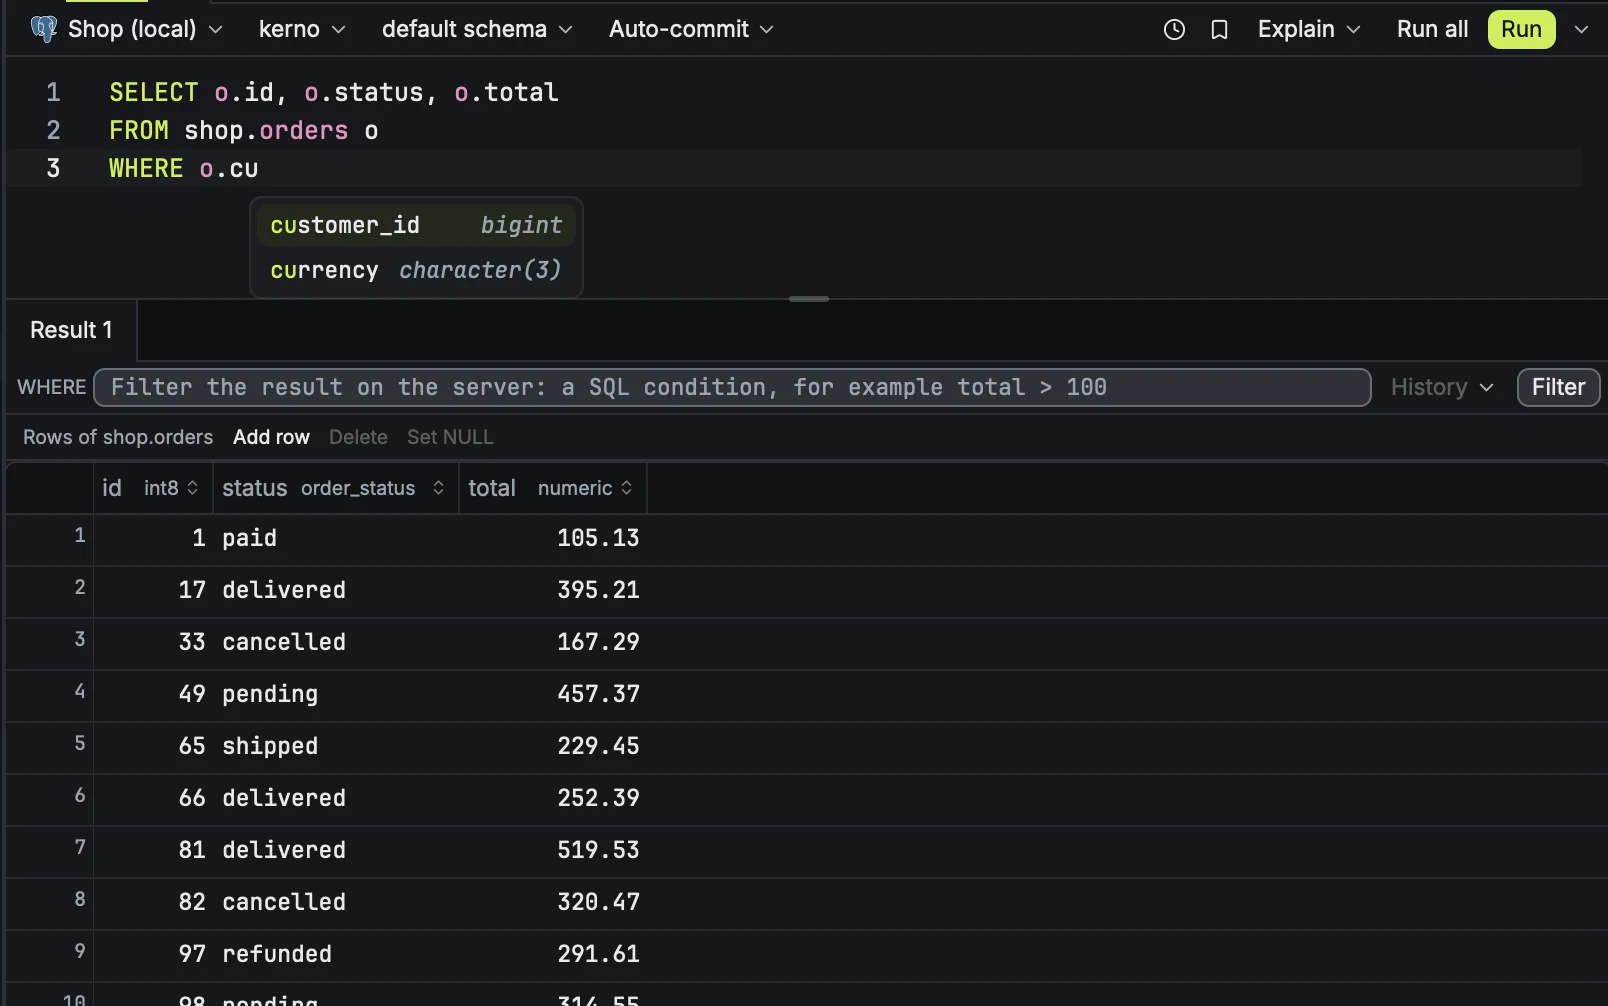 Shop (local) kerno default schema Auto-commit Explain Run all Run
1 SELECT o.id, o.status, o.total
2 FROM shop.orders o
3 WHERE o.cu
customer_id bigint
currency character(3)
Result 1
WHERE Filter the result on the server: a SQL condition, for example total > 100 History Filter
Rows of shop.orders Add row Delete Set NULL
id int8 status order_status total numeric
1 1 paid 105.13
2 17 delivered 395.21
3 33 cancelled 167.29
4 49 pending 457.37
5 65 shipped 229.45
6 66 delivered 252.39
7 81 delivered 519.53
8 82 cancelled 320.47
9 97 refunded 291.61
10 98 pending 314.55